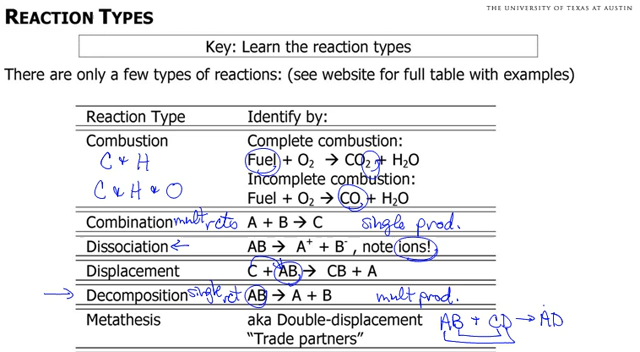 THE UNIVERSITY OF TEXAS AT AUSTIN
REACTION TYPES
Key: Learn the reaction types
There are only a few types of reactions: (see website for full table with examples)
Reaction Type Identify by:
Combustion Complete combustion:
C & H Fuel + O₂ → CO₂ + H₂O
Incomplete combustion:
C & H & O Fuel + O₂ → CO, + H₂O
Combination mult rcts A + B → C single prod.
Dissociation ← AB → A⁺ + B⁻, note ions!
Displacement C + AB → CB + A
→ Decomposition single rct AB → A + B mult prod.
Metathesis aka Double-displacement AB + CD → AD
"Trade partners"